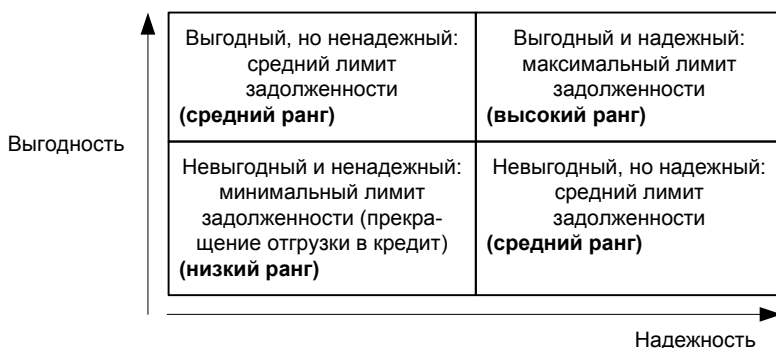 Выгодность
Выгодный, но ненадежный:
средний лимит
задолженности
(средний ранг)
Выгодный и надежный:
максимальный лимит
задолженности
(высокий ранг)
Невыгодный и ненадежный:
минимальный лимит
задолженности (прекра-
щение отгрузки в кредит)
(низкий ранг)
Невыгодный, но надежный:
средний лимит
задолженности
(средний ранг)
Надежность